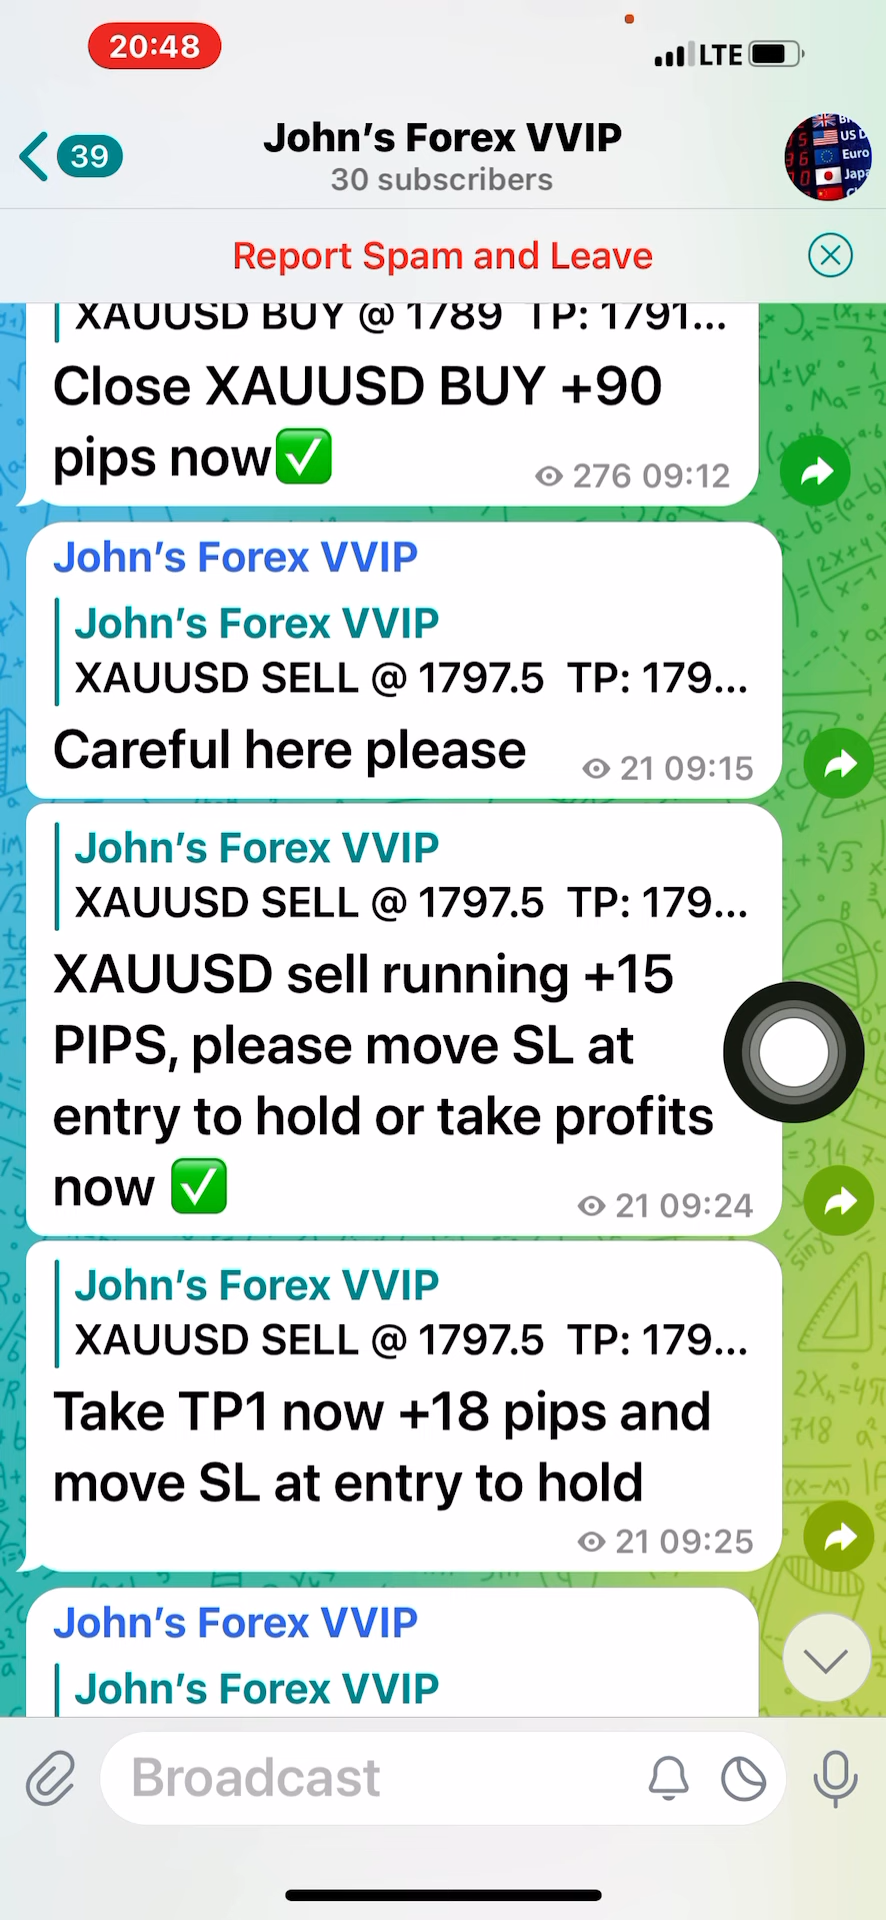 20:48
LTE
39
John's Forex VVIP
30 subscribers
Report Spam and Leave
XAUUSD BUY @ 1789 TP: 1791...
Close XAUUSD BUY +90
pips now✅
276 09:12
John's Forex VVIP
John's Forex VVIP
XAUUSD SELL @ 1797.5 TP: 179...
Careful here please
21 09:15
John's Forex VVIP
XAUUSD SELL @ 1797.5 TP: 179...
XAUUSD sell running +15
PIPS, please move SL at
entry to hold or take profits
now ✅
21 09:24
John's Forex VVIP
XAUUSD SELL @ 1797.5 TP: 179...
Take TP1 now +18 pips and
move SL at entry to hold
21 09:25
John's Forex VVIP
John's Forex VVIP
Broadcast